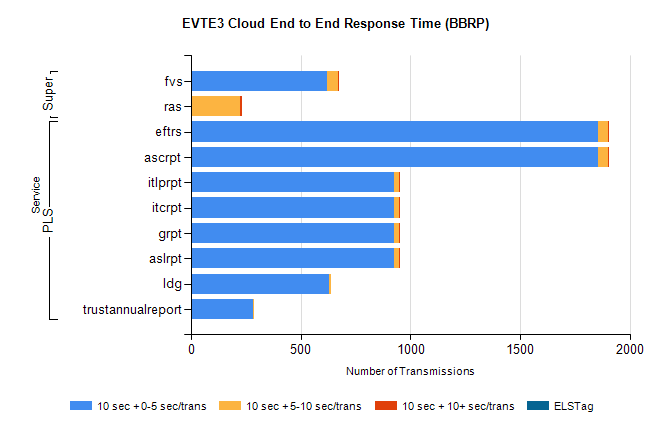 EVTE3 Cloud End to End Response Time (BBRP)
Super
fvs
ras
Service
PLS
eftrs
ascrpt
itlprpt
itcrpt
grpt
aslrpt
ldg
trustannualreport
0 500 1000 1500 2000
Number of Transmissions
10 sec +0-5 sec/trans 10 sec +5-10 sec/trans 10 sec + 10+ sec/trans ELSTag